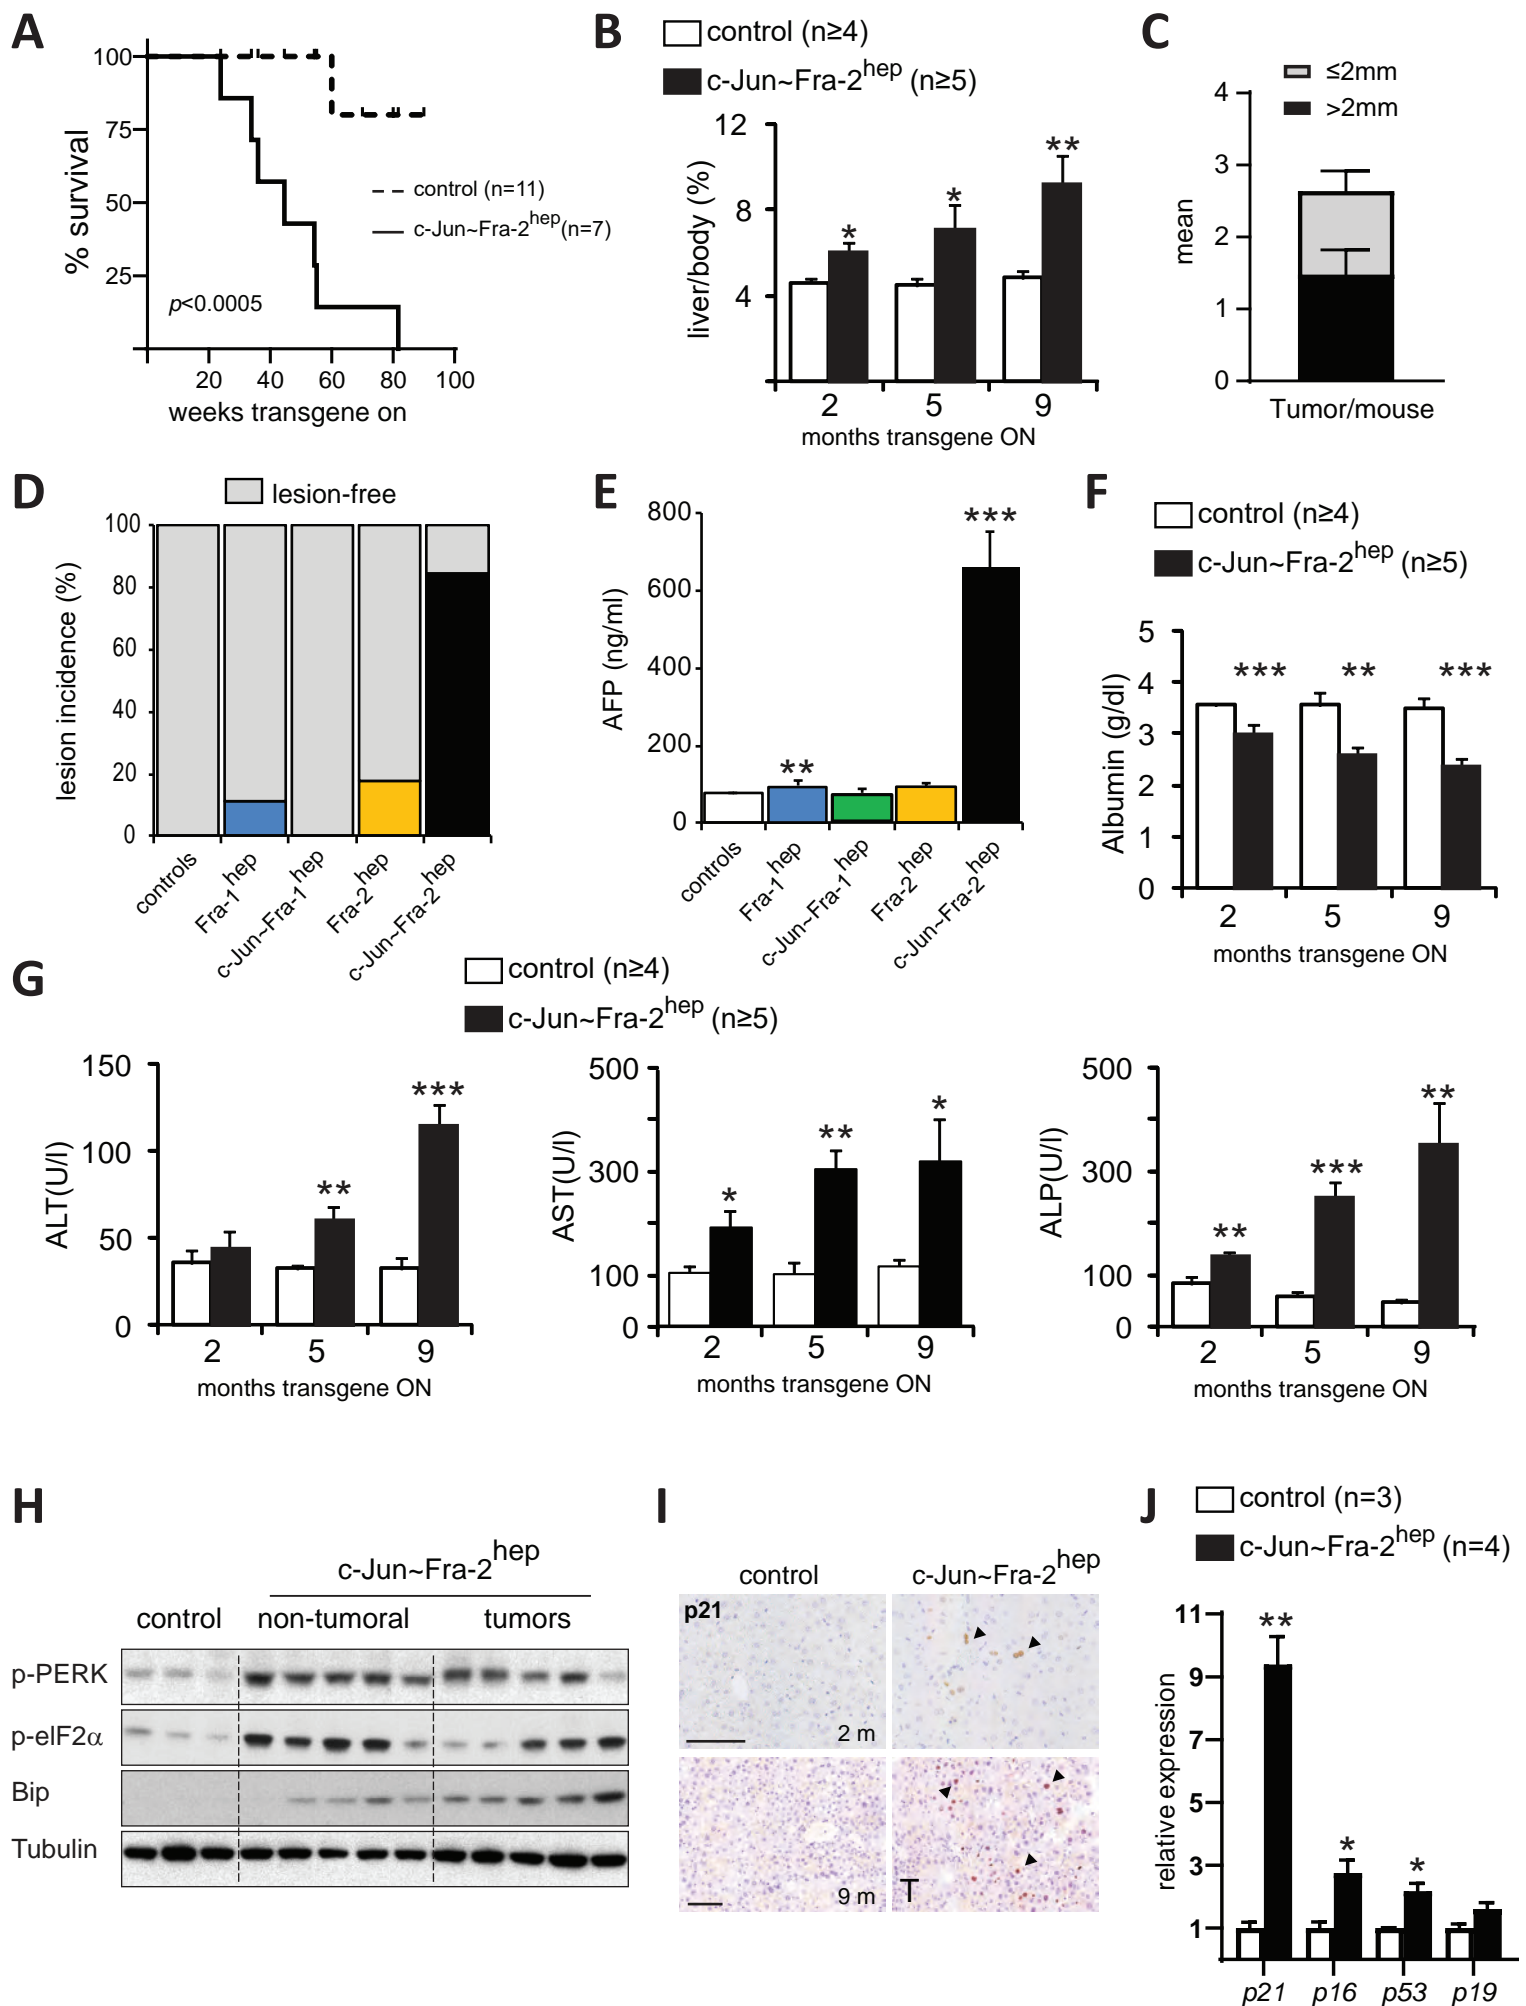 A
100
75
50
25
% survival
control (n=11)
c-Jun~Fra-2hep(n=7)
p<0.0005
20 40 60 80 100
weeks transgene on
B
control (n≥4)
c-Jun~Fra-2hep (n≥5)
12
8
4
liver/body (%)
* * **
2 5 9
months transgene ON
C
≤2mm
>2mm
4
3
2
1
0
mean
Tumor/mouse
D
lesion-free
100
80
60
40
20
0
lesion incidence (%)
controls
Fra-1hep
c-Jun~Fra-1hep
Fra-2hep
c-Jun~Fra-2hep
E
800
600
400
200
0
AFP (ng/ml)
** ***
controls
Fra-1hep
c-Jun~Fra-1hep
Fra-2hep
c-Jun~Fra-2hep
F
control (n≥4)
c-Jun~Fra-2hep (n≥5)
5
4
3
2
1
0
Albumin (g/dl)
*** ** ***
2 5 9
months transgene ON
G
control (n≥4)
c-Jun~Fra-2hep (n≥5)
150
100
50
0
ALT(U/l)
** ***
2 5 9
months transgene ON
500
300
100
0
AST(U/l)
* ** *
2 5 9
months transgene ON
500
300
100
0
ALP(U/l)
** *** **
2 5 9
months transgene ON
H
c-Jun~Fra-2hep
control non-tumoral tumors
p-PERK
p-eIF2α
Bip
Tubulin
I
control c-Jun~Fra-2hep
p21
2 m
9 m
T
J
control (n=3)
c-Jun~Fra-2hep (n=4)
11
9
7
5
3
1
relative expression
** * *
p21 p16 p53 p19